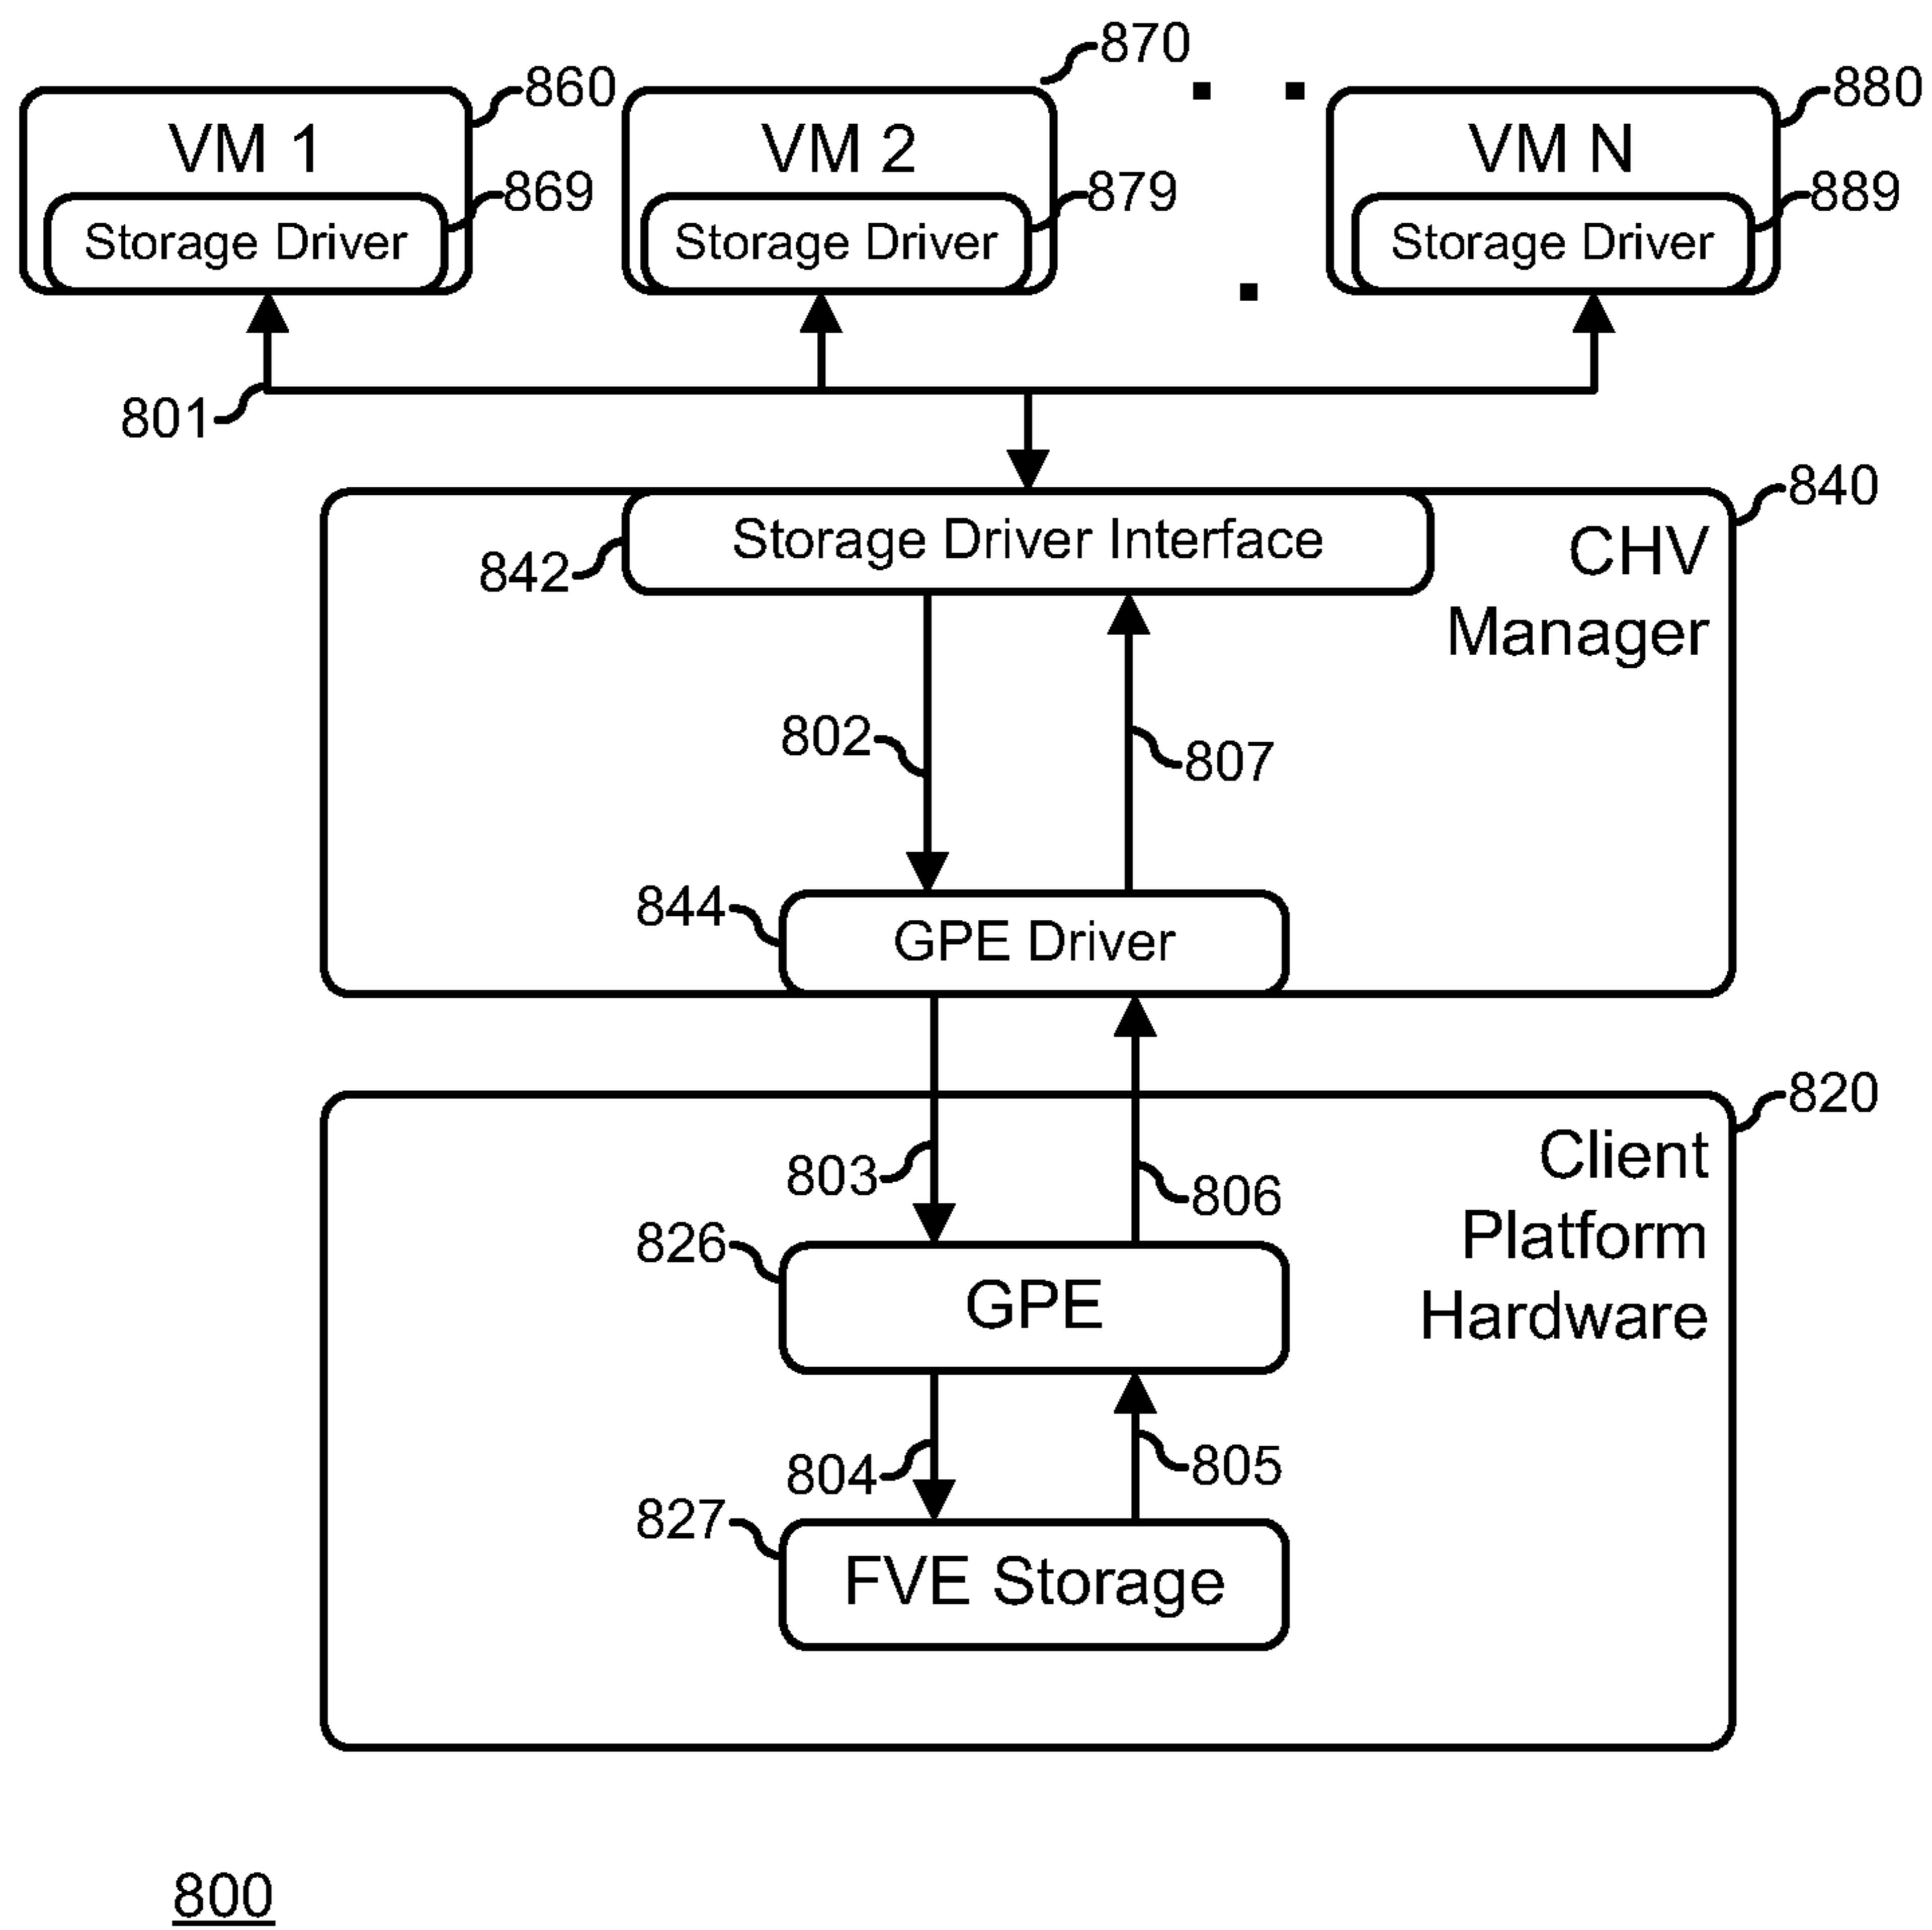 870
860
880
VM 1
VM 2
VM N
869
879
889
Storage Driver
Storage Driver
Storage Driver
801
840
Storage Driver Interface
842
CHV
Manager
802
807
844
GPE Driver
820
Client
Platform
Hardware
803
806
826
GPE
804
805
827
FVE Storage
800